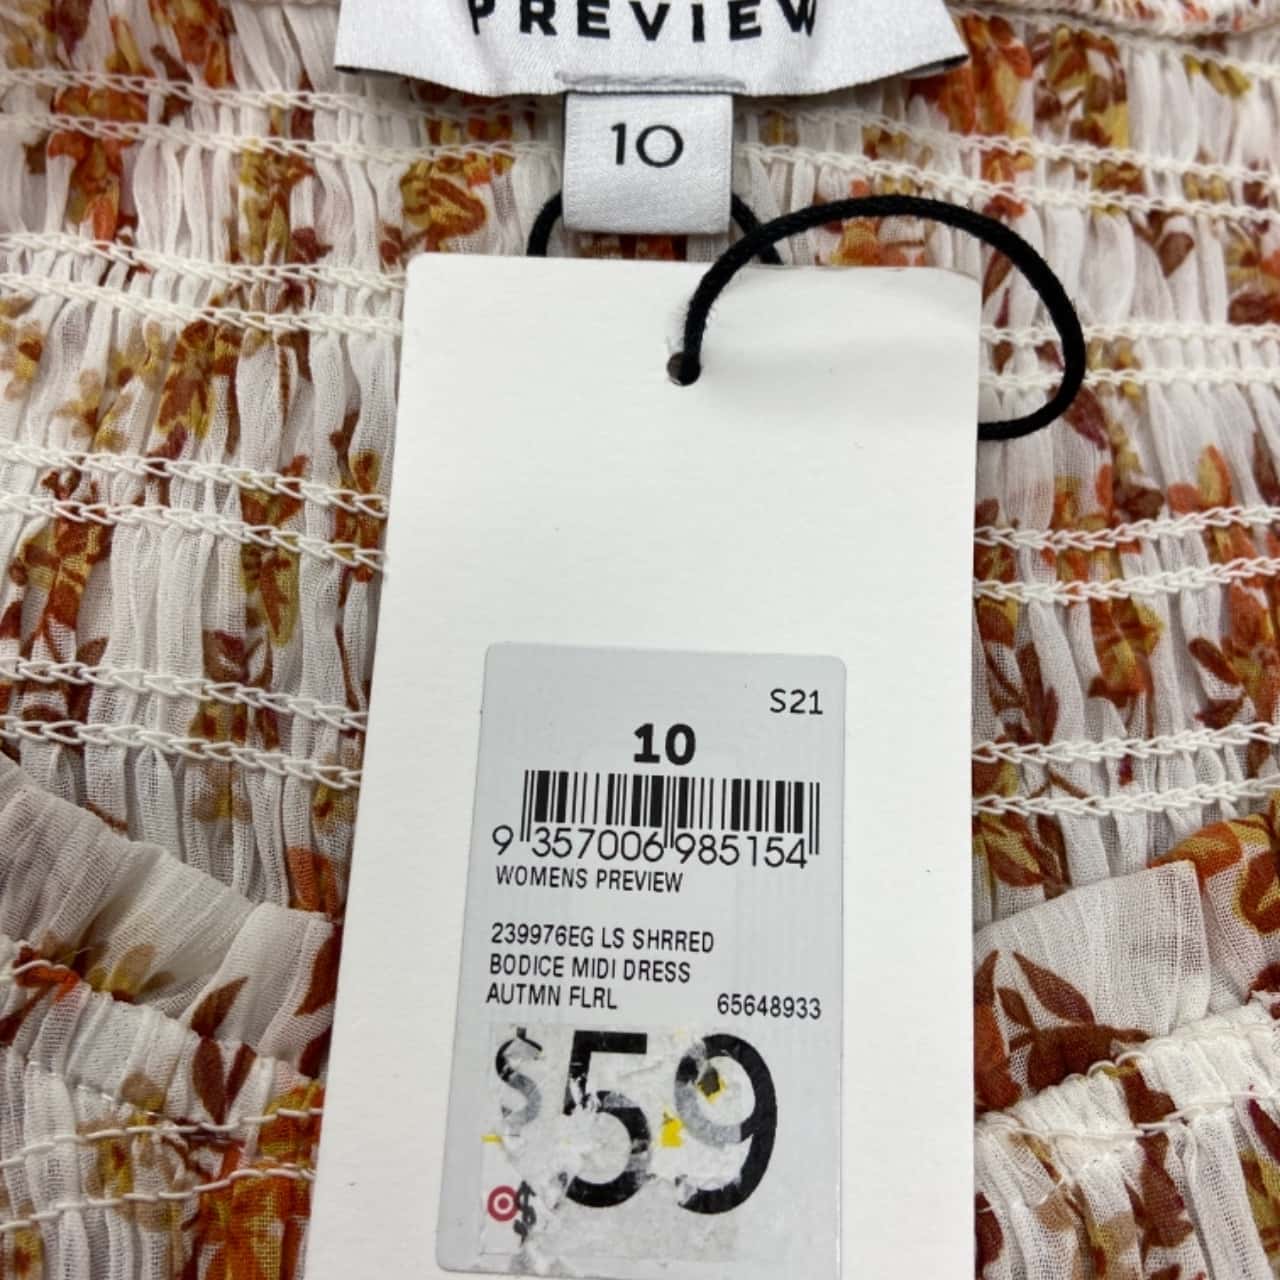 PREVIEW
10
S21
10
9 357006 985154
WOMENS PREVIEW
239976EG LS SHRRED
BODICE MIDI DRESS
AUTMN FLRL 65648933
$59
$